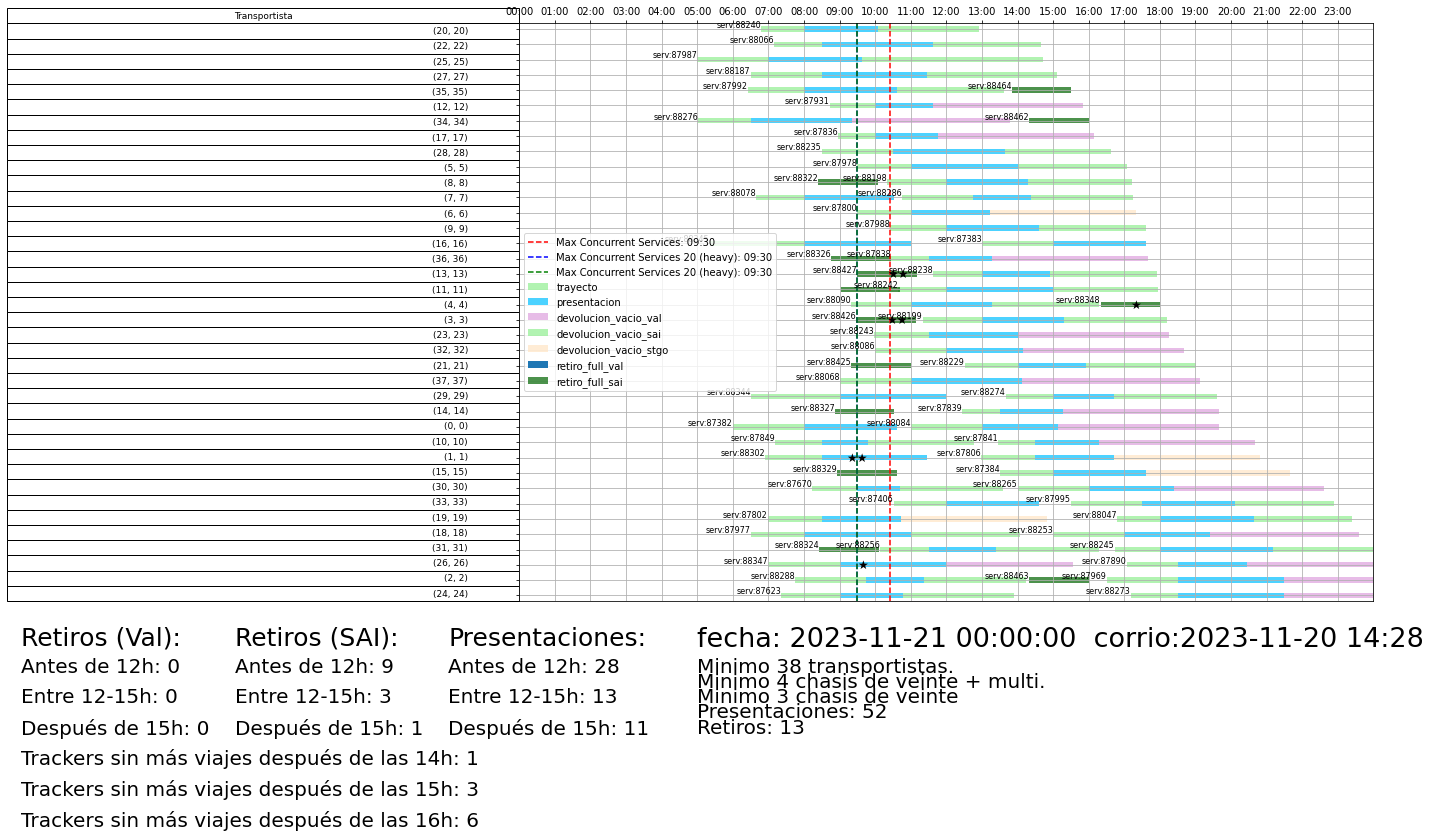 Transportista
00:00 01:00 02:00 03:00 04:00 05:00 06:00 07:00 08:00 09:00 10:00 11:00 12:00 13:00 14:00 15:00 16:00 17:00 18:00 19:00 20:00 21:00 22:00 23:00
(20, 20) serv:88240
(22, 22) serv:88066
(25, 25) serv:87987
(27, 27) serv:88187
(35, 35) serv:87992 serv:88464
(12, 12) serv:87931
(34, 34) serv:88276 serv:88462
(17, 17) serv:87836
(28, 28) serv:88235
(5, 5) serv:87978
(8, 8) serv:88322 serv:88198
(7, 7) serv:88078 serv:88286
(6, 6) serv:87800
(9, 9) serv:87988
(16, 16) serv:87383
(36, 36) serv:88326 serv:87838
(13, 13) serv:88427 serv:88238
(11, 11) serv:88242
(4, 4) serv:88090 serv:88348
(3, 3) serv:88426 serv:88199
(23, 23) serv:88243
(32, 32) serv:88086
(21, 21) serv:88425 serv:88229
(37, 37) serv:88068
(29, 29) serv:88344 serv:88274
(14, 14) serv:88327 serv:87839
(0, 0) serv:87382 serv:88084
(10, 10) serv:87849 serv:87841
(1, 1) serv:88302 serv:87806
(15, 15) serv:88329 serv:87384
(30, 30) serv:87670 serv:88265
(33, 33) serv:87406 serv:87995
(19, 19) serv:87802 serv:88047
(18, 18) serv:87977 serv:88253
(31, 31) serv:88324 serv:88256 serv:88245
(26, 26) serv:88347 serv:87890
(2, 2) serv:88288 serv:88463 serv:87969
(24, 24) serv:87623 serv:88273
Max Concurrent Services: 09:30
Max Concurrent Services 20 (heavy): 09:30
Max Concurrent Services 20 (heavy): 09:30
trayecto
presentacion
devolucion_vacio_val
devolucion_vacio_sai
devolucion_vacio_stgo
retiro_full_val
retiro_full_sai
Retiros (Val):
Antes de 12h: 0
Entre 12-15h: 0
Después de 15h: 0
Retiros (SAI):
Antes de 12h: 9
Entre 12-15h: 3
Después de 15h: 1
Presentaciones:
Antes de 12h: 28
Entre 12-15h: 13
Después de 15h: 11
Trackers sin más viajes después de las 14h: 1
Trackers sin más viajes después de las 15h: 3
Trackers sin más viajes después de las 16h: 6
fecha: 2023-11-21 00:00:00 corrio:2023-11-20 14:28
Minimo 38 transportistas.
Minimo 4 chasis de veinte + multi.
Minimo 3 chasis de veinte
Presentaciones: 52
Retiros: 13